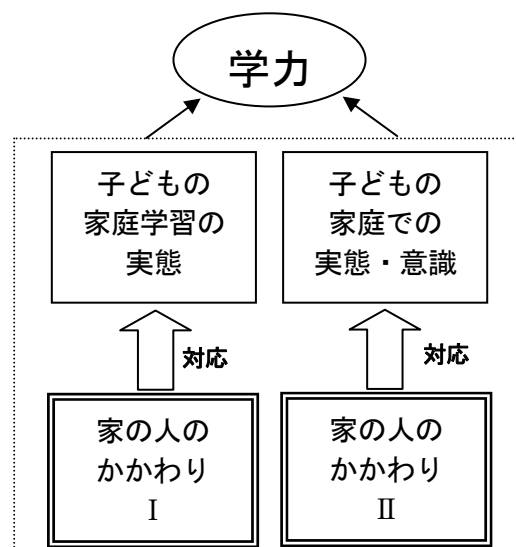 学力
子どもの
家庭学習の
実態
子どもの
家庭での
実態・意識
対応
対応
家の人の
かかわり
Ⅰ
家の人の
かかわり
Ⅱ